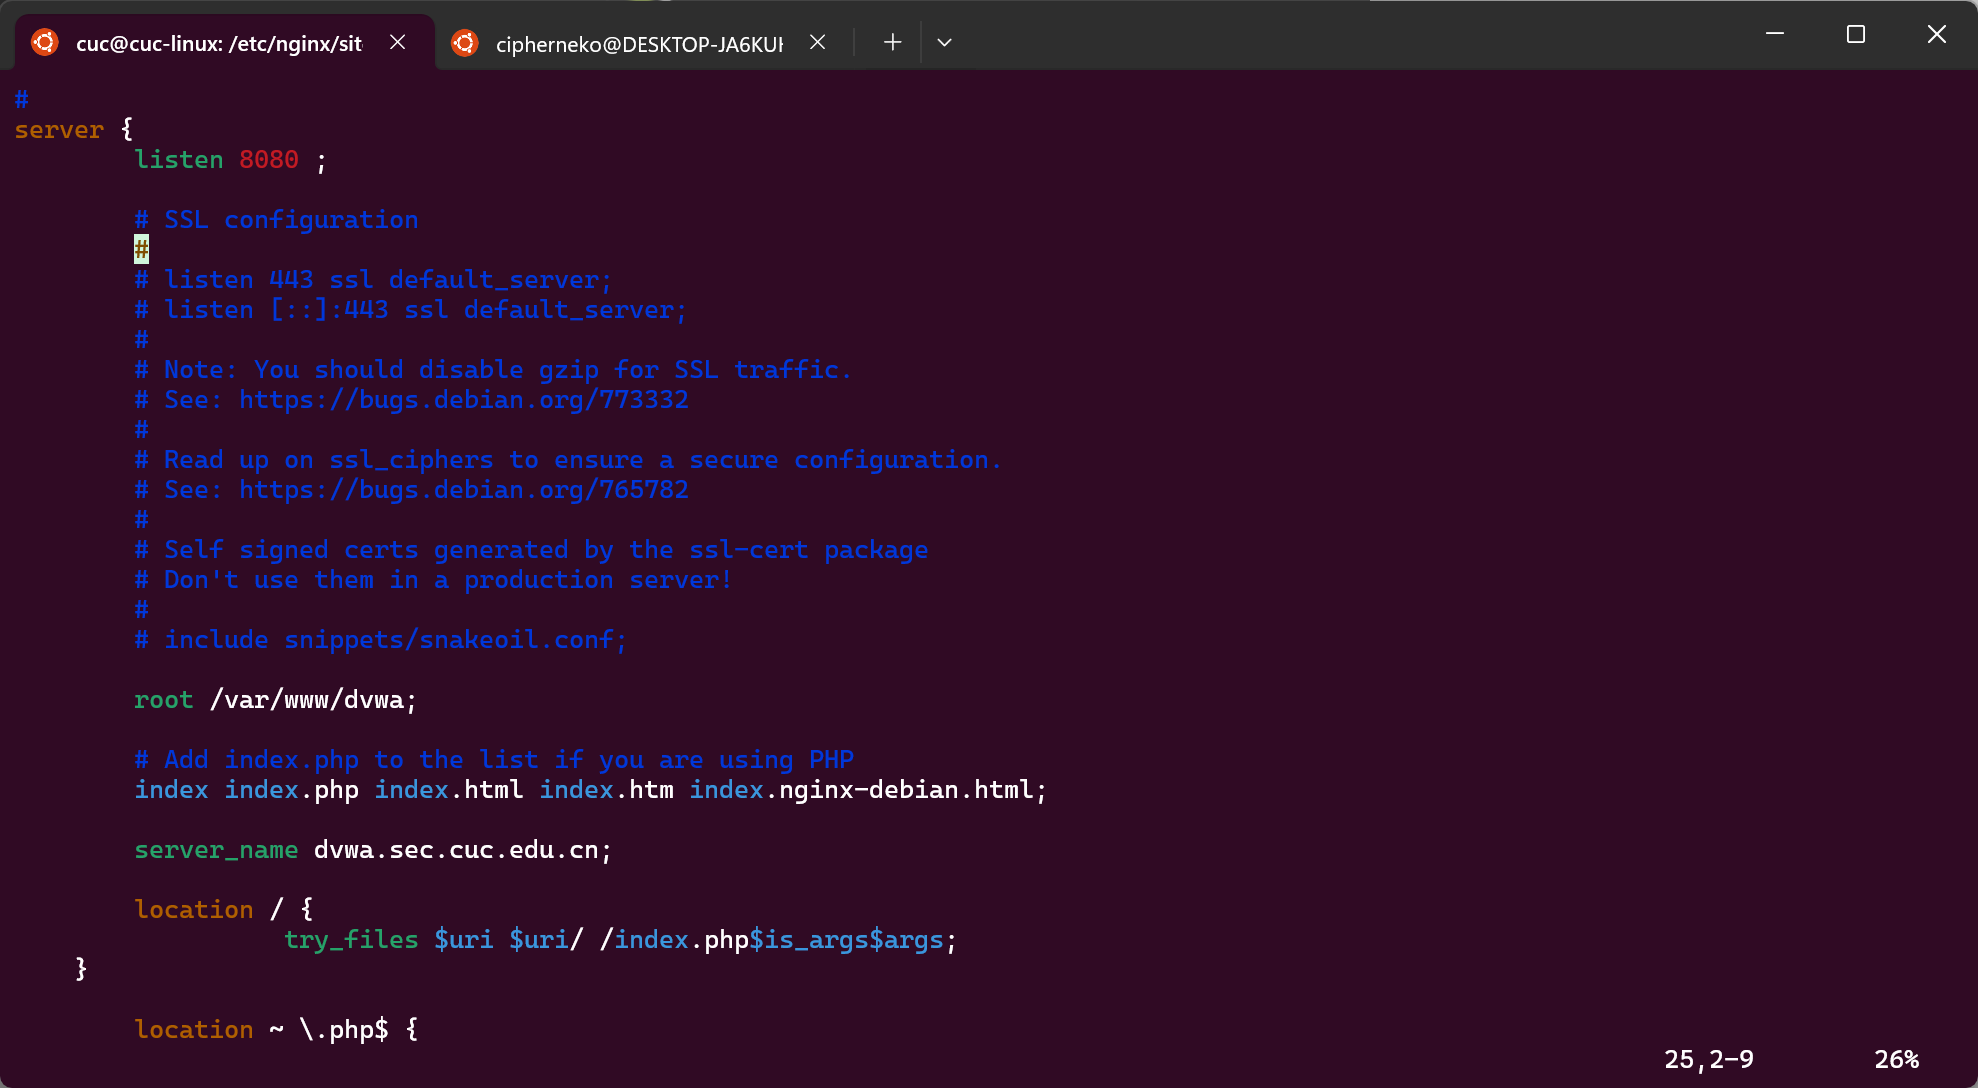 cuc@cuc-linux: /etc/nginx/sit
cipherneko@DESKTOP-JA6KU
#
server {
listen 8080 ;
# SSL configuration
#
# listen 443 ssl default_server;
# listen [::]:443 ssl default_server;
#
# Note: You should disable gzip for SSL traffic.
# See: https://bugs.debian.org/773332
#
# Read up on ssl_ciphers to ensure a secure configuration.
# See: https://bugs.debian.org/765782
#
# Self signed certs generated by the ssl-cert package
# Don't use them in a production server!
#
# include snippets/snakeoil.conf;
root /var/www/dvwa;
# Add index.php to the list if you are using PHP
index index.php index.html index.htm index.nginx-debian.html;
server_name dvwa.sec.cuc.edu.cn;
location / {
try_files $uri $uri/ /index.php$is_args$args;
}
location ~ \.php$ {
25,2-9 26%